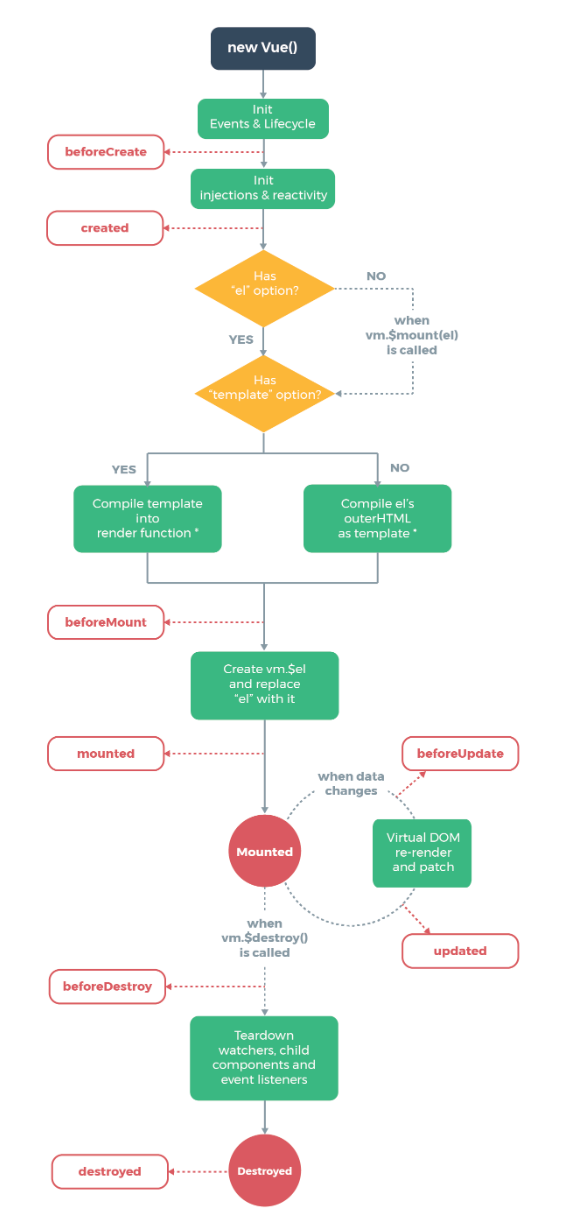 new Vue()
Init
Events & Lifecycle
beforeCreate
Init
injections & reactivity
created
Has
“el” option?
NO
when
vm.$mount(el)
is called
YES
Has
“template” option?
YES
NO
Compile template
into
render function *
Compile el’s
outerHTML
as template *
beforeMount
Create vm.$el
and replace
“el” with it
mounted
beforeUpdate
when data
changes
Mounted
Virtual DOM
re-render
and patch
when
vm.$destroy()
is called
updated
beforeDestroy
Teardown
watchers, child
components and
event listeners
destroyed
Destroyed